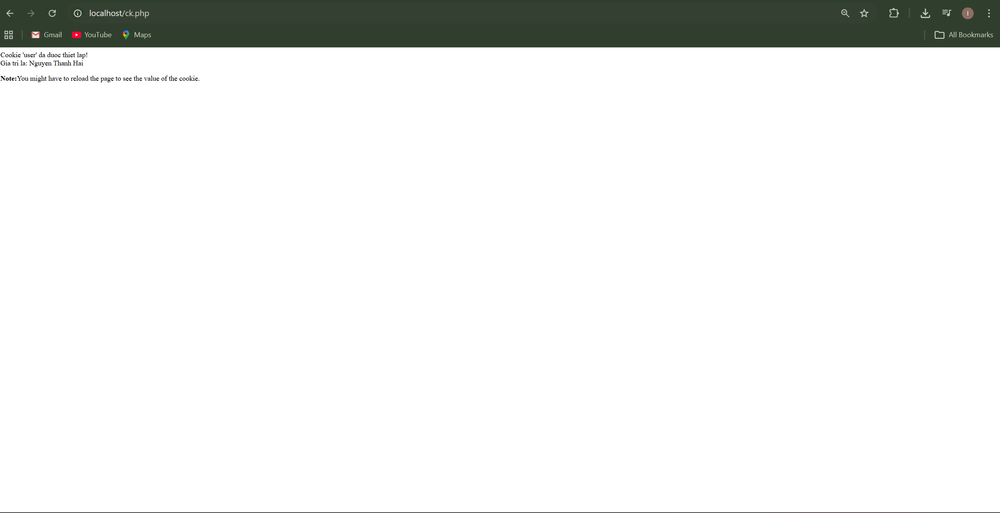 localhost/ck.php
I
Gmail
YouTube
Maps
All Bookmarks
Cookie 'user' da duoc thiet lap!
Gia tri la: Nguyen Thanh Hai
Note:You might have to reload the page to see the value of the cookie.